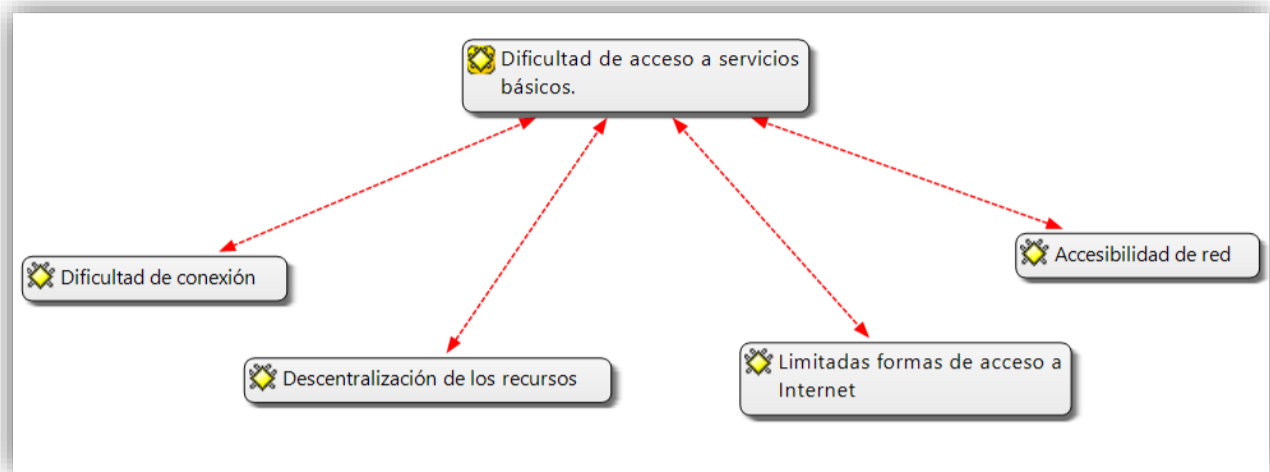 Dificultad de acceso a servicios
básicos.
Dificultad de conexión
Accesibilidad de red
Descentralización de los recursos
Limitadas formas de acceso a
Internet